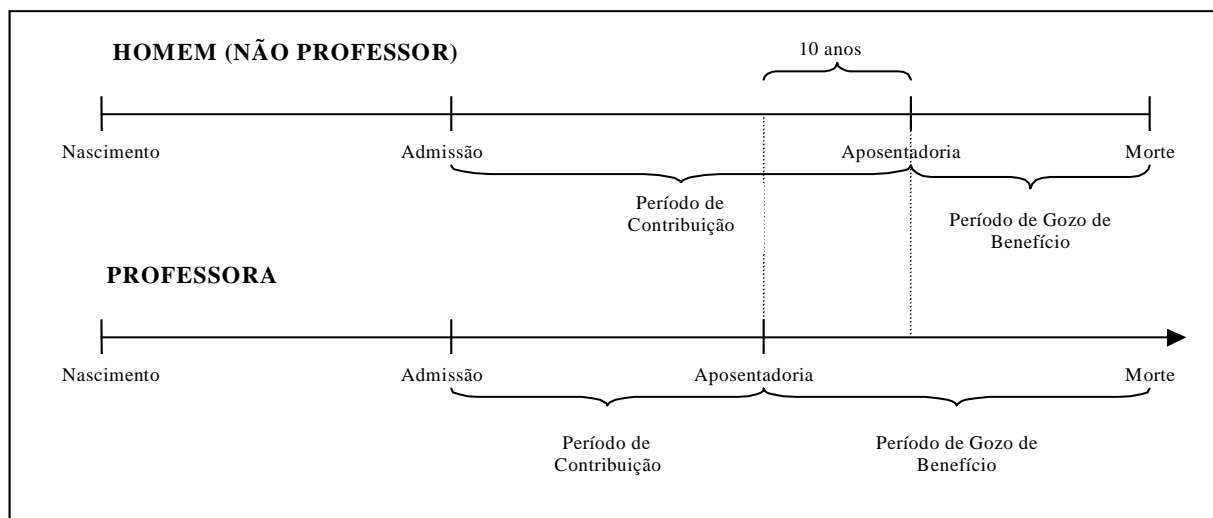 10 anos
HOMEM (NÃO PROFESSOR)
Nascimento
Admissão
Aposentadoria
Morte
Período de
Contribuição
Período de Gozo de
Benefício
PROFESSORA
Nascimento
Admissão
Aposentadoria
Morte
Período de
Contribuição
Período de Gozo de
Benefício